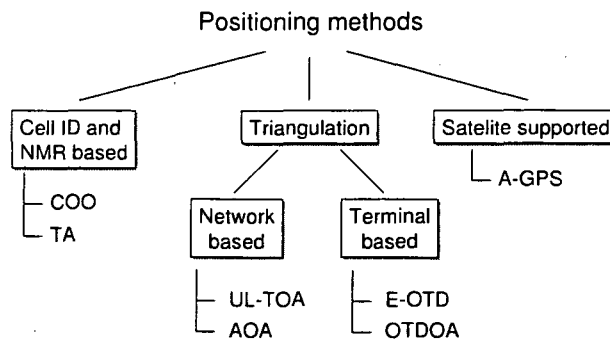 Positioning methods
Cell ID and
NMR based
COO
TA
Triangulation
Network
based
UL-TOA
AOA
Terminal
based
E-OTD
OTDOA
Satelite supported
A-GPS